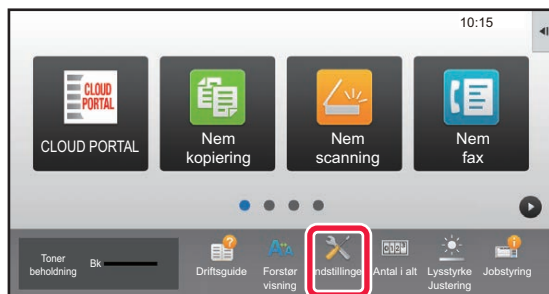 10:15
CLOUD
PORTAL
CLOUD PORTAL
Nem
kopiering
Nem
scanning
Nem
fax
Toner
beholdning
Bk
Driftsguide
Forstør
visning
Indstillinger
Antal i alt
Lysstyrke
Justering
Jobstyring